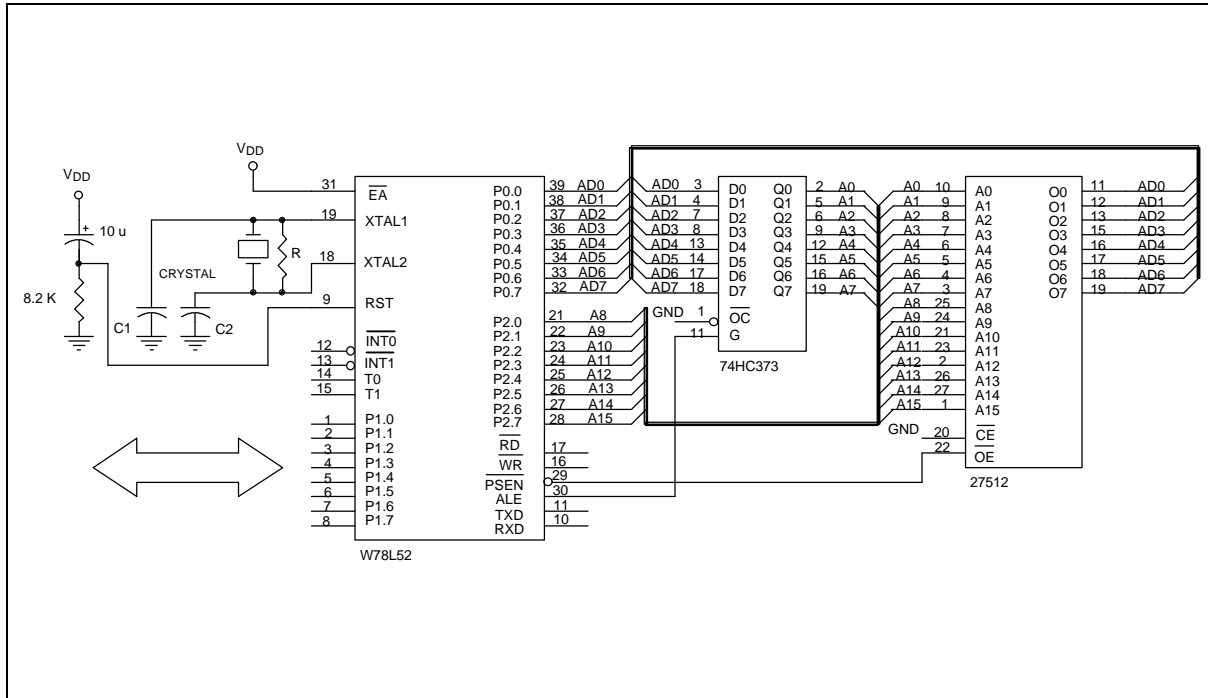 VDD
10 u
8.2 K
VDD
CRYSTAL
R
C1
C2
31 EA
19 XTAL1
18 XTAL2
9 RST
12 INT0
13 INT1
14 T0
15 T1
1 P1.0
2 P1.1
3 P1.2
4 P1.3
5 P1.4
6 P1.5
7 P1.6
8 P1.7
P0.0 39 AD0
P0.1 38 AD1
P0.2 37 AD2
P0.3 36 AD3
P0.4 35 AD4
P0.5 34 AD5
P0.6 33 AD6
P0.7 32 AD7
P2.0 21 A8
P2.1 22 A9
P2.2 23 A10
P2.3 24 A11
P2.4 25 A12
P2.5 26 A13
P2.6 27 A14
P2.7 28 A15
RD 17
WR 16
PSEN 29
ALE 30
TXD 11
RXD 10
W78L52
AD0 3 D0 Q0 2 A0
AD1 4 D1 Q1 5 A1
AD2 7 D2 Q2 6 A2
AD3 8 D3 Q3 9 A3
AD4 13 D4 Q4 12 A4
AD5 14 D5 Q5 15 A5
AD6 17 D6 Q6 16 A6
AD7 18 D7 Q7 19 A7
GND 1 OC
11 G
74HC373
A0 10 A0 O0 11 AD0
A1 9 A1 O1 12 AD1
A2 8 A2 O2 13 AD2
A3 7 A3 O3 15 AD3
A4 6 A4 O4 16 AD4
A5 5 A5 O5 17 AD5
A6 4 A6 O6 18 AD6
A7 3 A7 O7 19 AD7
A8 25 A8
A9 24 A9
A10 21 A10
A11 23 A11
A12 2 A12
A13 26 A13
A14 27 A14
A15 1 A15
GND 20 CE
22 OE
27512